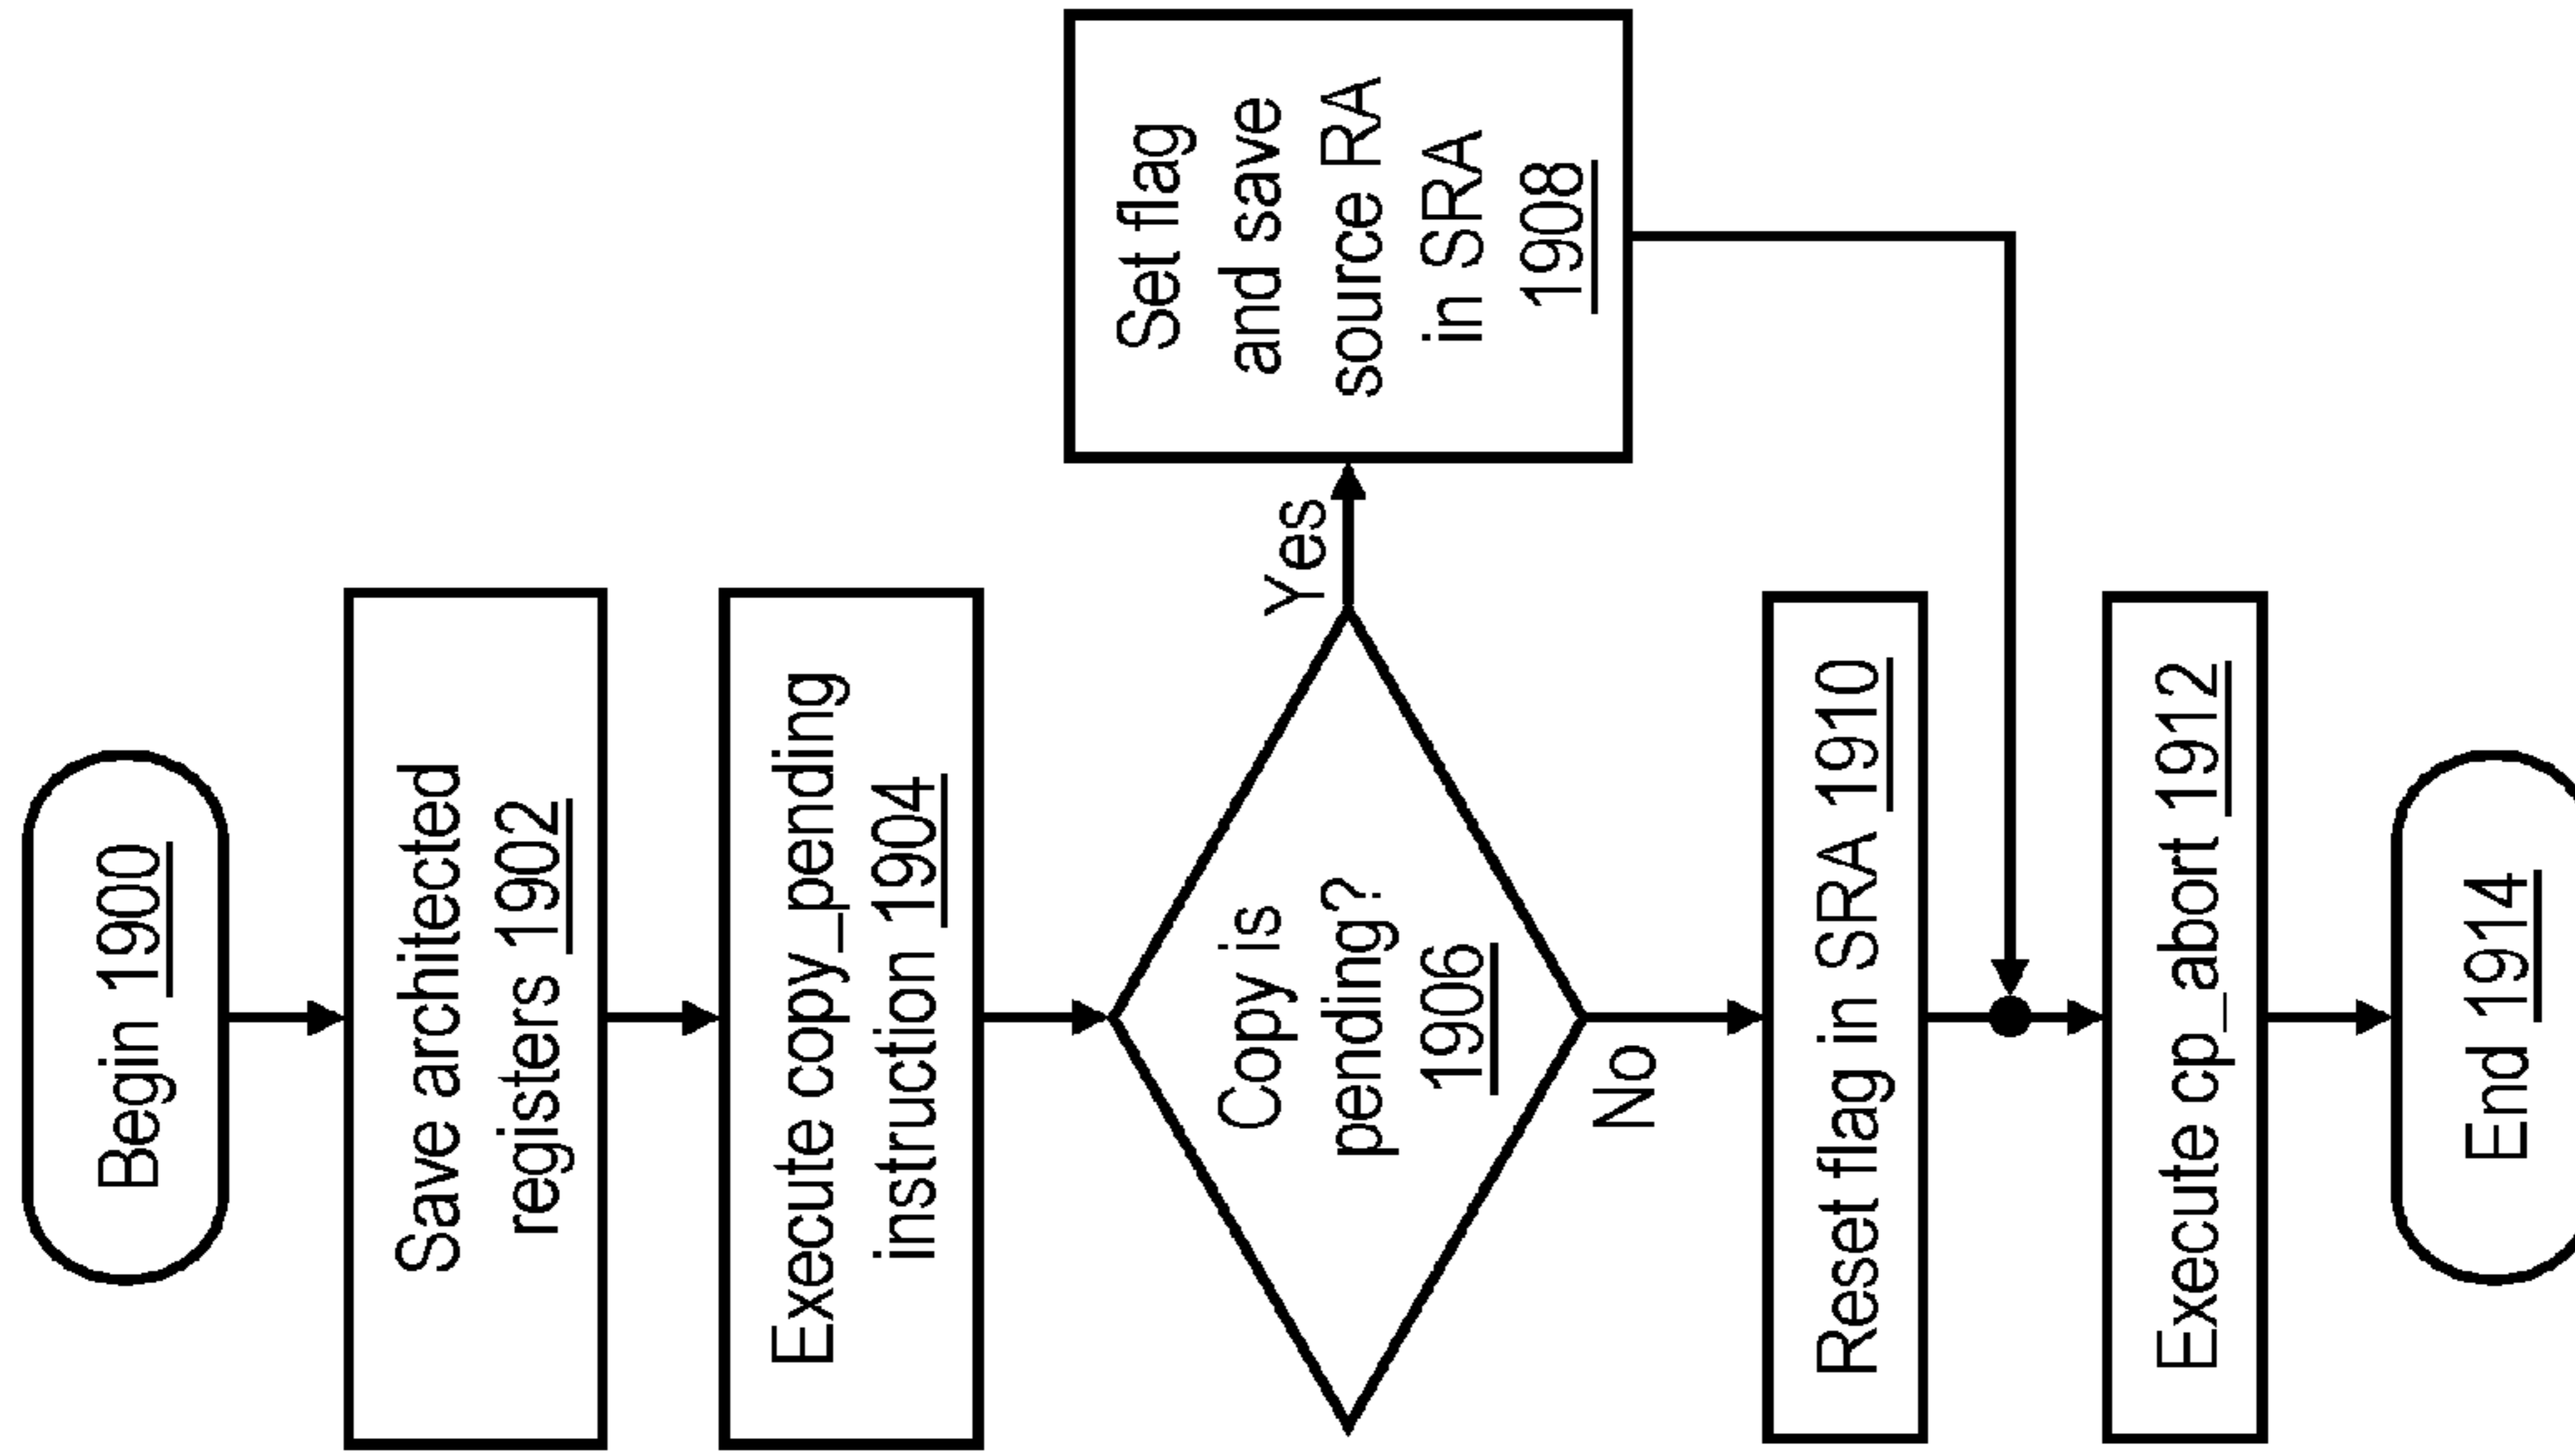 Begin 1900
Save architected
registers 1902
Execute copy_pending
instruction 1904
Copy is
pending?
1906
Yes
Set flag
and save
source RA
in SRA
1908
No
Reset flag in SRA 1910
Execute cp_abort 1912
End 1914